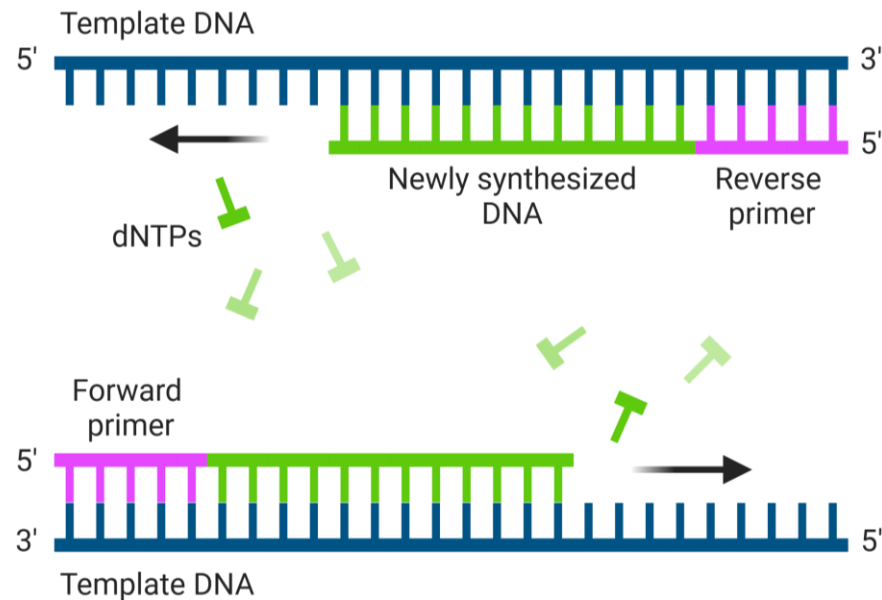 Template DNA
5'
3'
5'
Newly synthesized
DNA
Reverse
primer
dNTPs
Forward
primer
5'
3'
5'
Template DNA